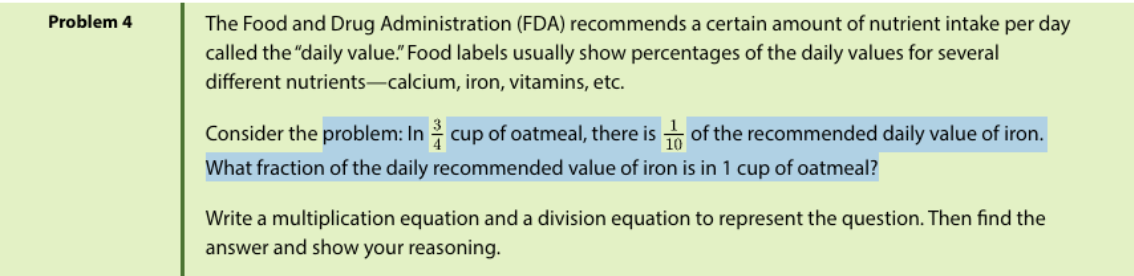 Problem 4
The Food and Drug Administration (FDA) recommends a certain amount of nutrient intake per day
called the “daily value.” Food labels usually show percentages of the daily values for several
different nutrients—calcium, iron, vitamins, etc.
Consider the problem: In 3/4 cup of oatmeal, there is 1/10 of the recommended daily value of iron.
What fraction of the daily recommended value of iron is in 1 cup of oatmeal?
Write a multiplication equation and a division equation to represent the question. Then find the
answer and show your reasoning.